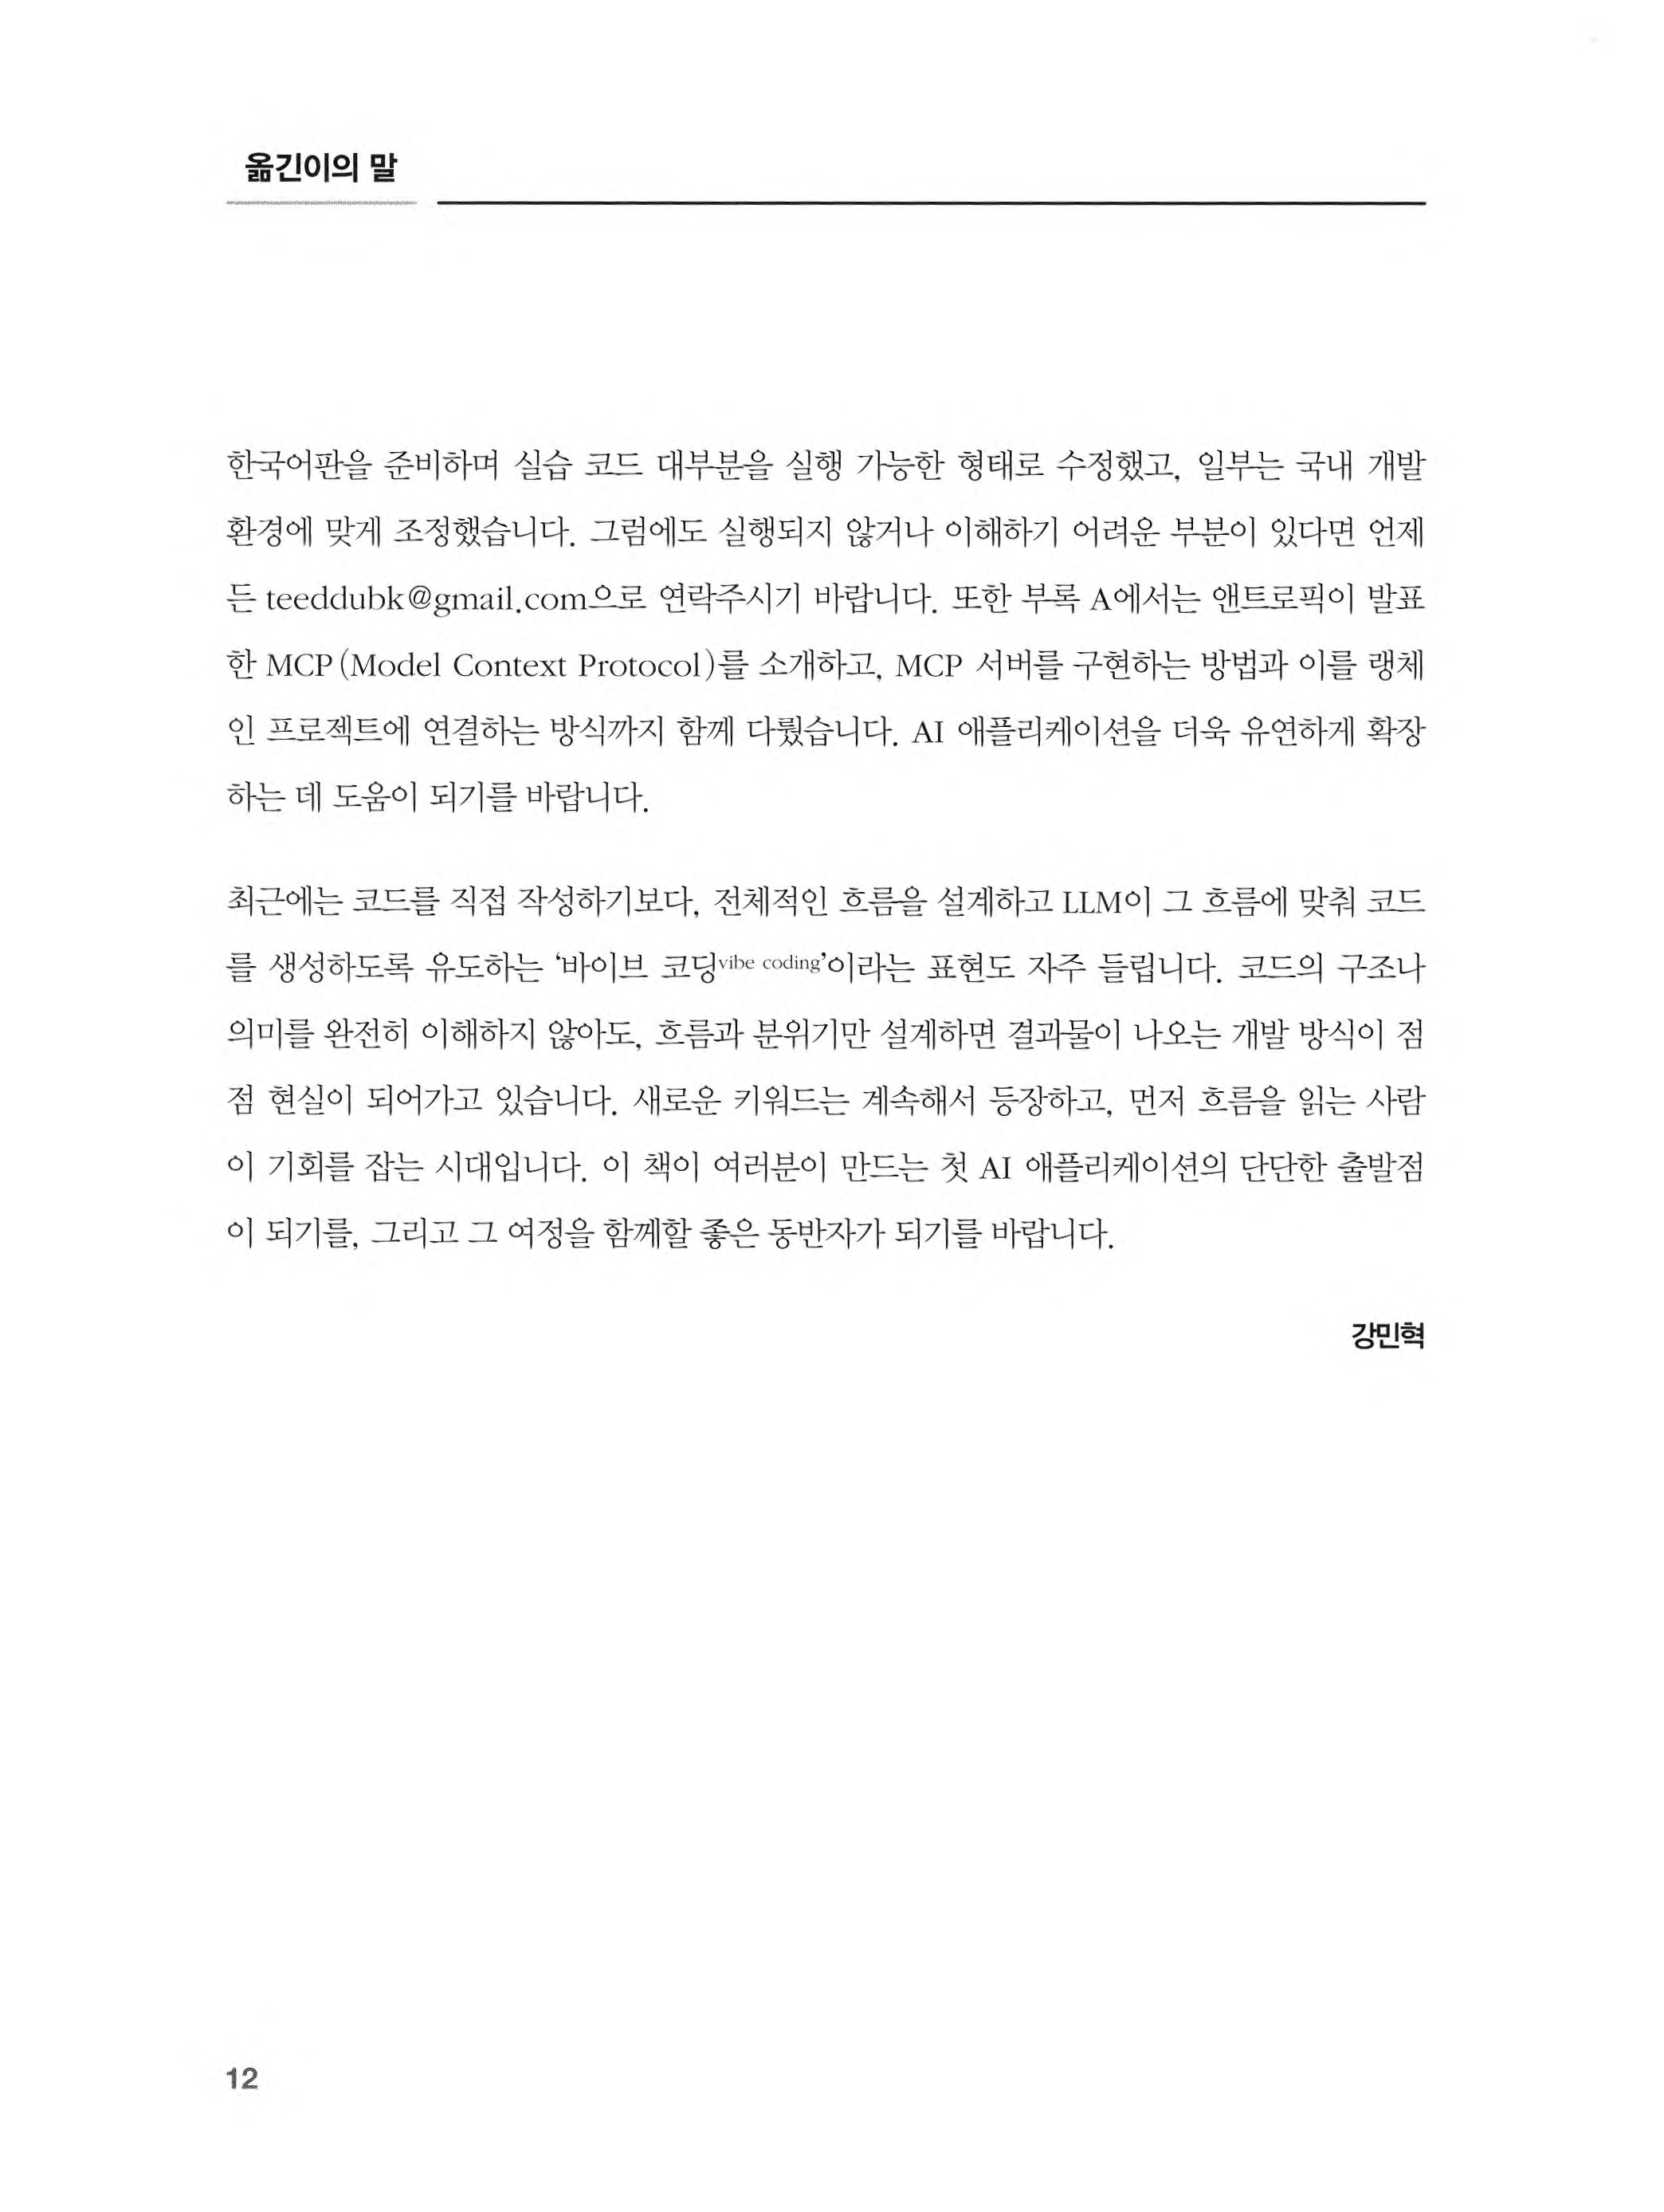 옮긴이의 말
한국어판을 준비하며 실습 코드 대부분을 실행 가능한 형태로 수정했고, 일부는 국내 개발
환경에 맞게 조정했습니다. 그럼에도 실행되지 않거나 이해하기 어려운 부분이 있다면 언제
든 teeddubk@gmail.com으로 연락주시기 바랍니다. 또한 부록 A에서는 앤트로픽이 발표
한 MCP(Model Context Protocol)를 소개하고, MCP 서버를 구현하는 방법과 이를 랭체
인 프로젝트에 연결하는 방식까지 함께 다뤘습니다. AI 애플리케이션을 더욱 유연하게 확장
하는 데 도움이 되기를 바랍니다.
최근에는 코드를 직접 작성하기보다, 전체적인 흐름을 설계하고 LLM이 그 흐름에 맞춰 코드
를 생성하도록 유도하는 ‘바이브 코딩vibe coding’이라는 표현도 자주 들립니다. 코드의 구조나
의미를 완전히 이해하지 않아도, 흐름과 분위기만 설계하면 결과물이 나오는 개발 방식이 점
점 현실이 되어가고 있습니다. 새로운 키워드는 계속해서 등장하고, 먼저 흐름을 읽는 사람
이 기회를 잡는 시대입니다. 이 책이 여러분이 만드는 첫 AI 애플리케이션의 단단한 출발점
이 되기를, 그리고 그 여정을 함께할 좋은 동반자가 되기를 바랍니다.
강민혁
12